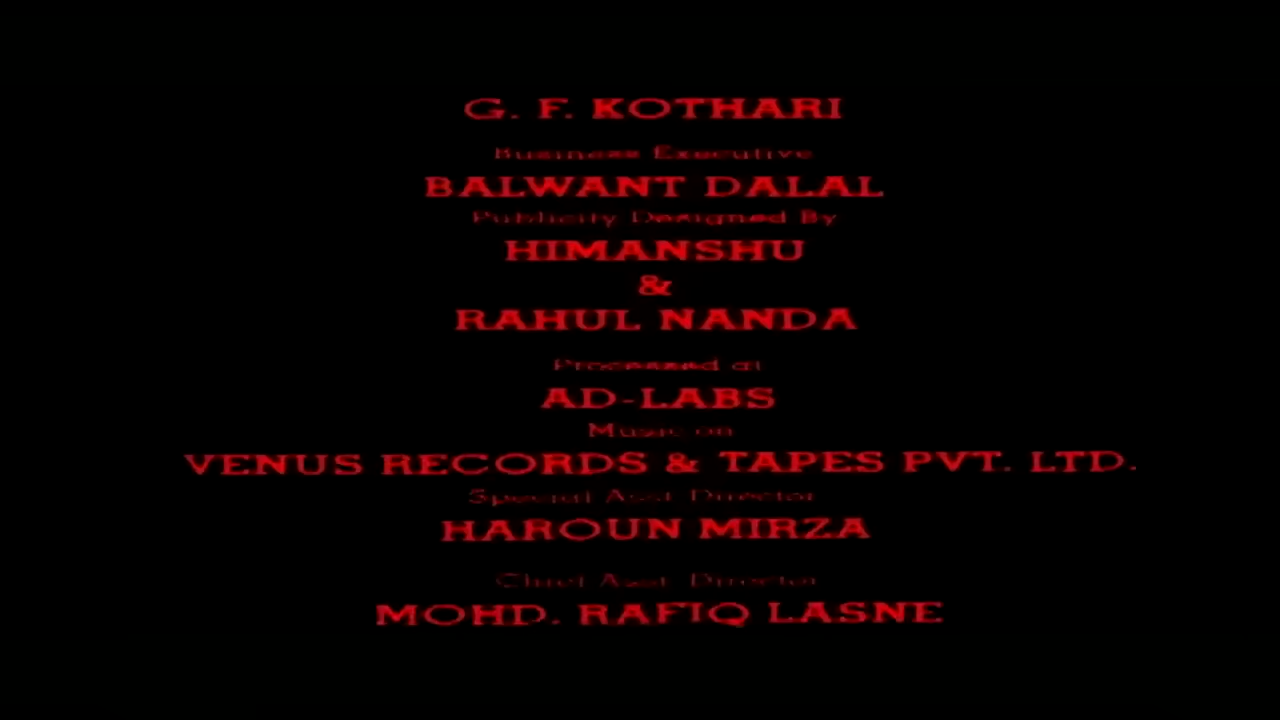 G. F. KOTHARI
Business Executive
BALWANT DALAL
Publicity Designed By
HIMANSHU
&
RAHUL NANDA
Processed at
AD-LABS
Music on
VENUS RECORDS & TAPES PVT. LTD.
Special Asst. Director
HAROUN MIRZA
Chief Asst. Director
MOHD. RAFIQ LASNE